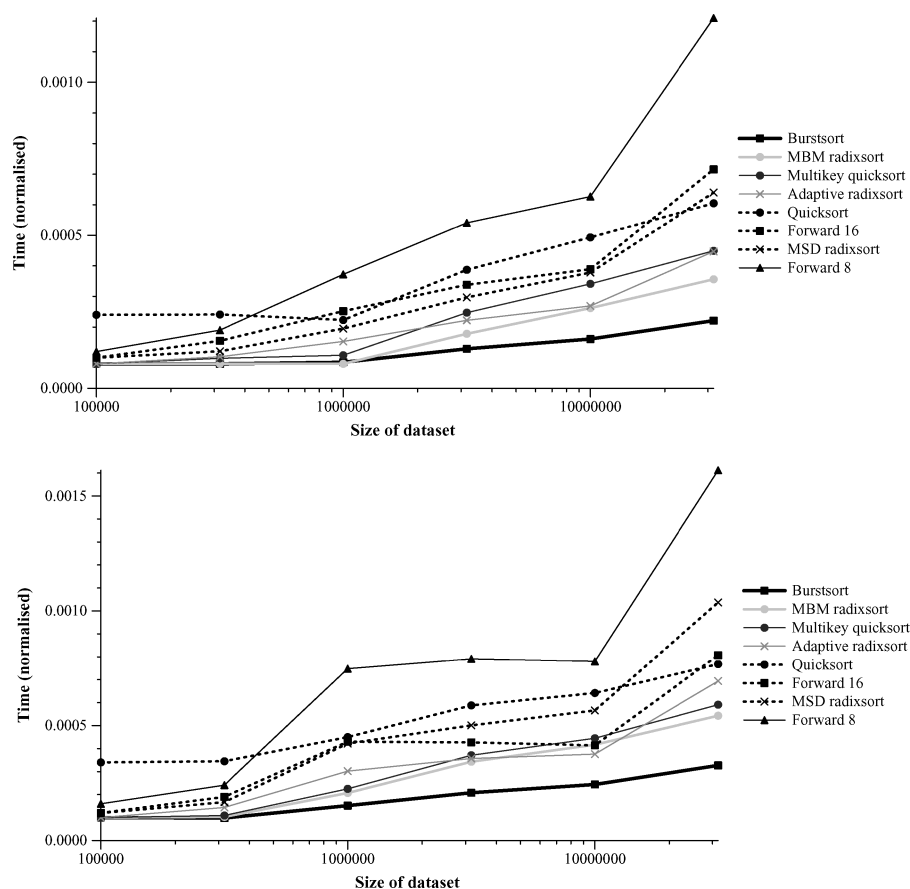 0.0010
0.0005
0.0000
Time (normalised)
100000
1000000
10000000
Size of dataset
Burstsort
MBM radixsort
Multikey quicksort
Adaptive radixsort
Quicksort
Forward 16
MSD radixsort
Forward 8
0.0015
0.0010
0.0005
0.0000
Time (normalised)
100000
1000000
10000000
Size of dataset
Burstsort
MBM radixsort
Multikey quicksort
Adaptive radixsort
Quicksort
Forward 16
MSD radixsort
Forward 8